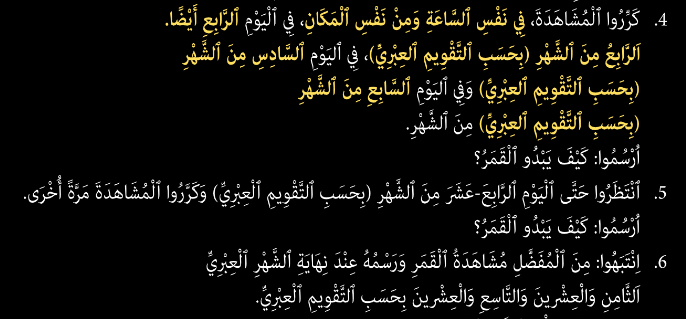 4. كَرِّرُوا ٱلْمُشَاهَدَةَ، فِي نَفْسِ ٱلسَّاعَةِ وَمِنْ نَفْسِ ٱلْمَكَانِ، فِي ٱلْيَوْمِ ٱلرَّابِعِ أَيْضًا.
ٱلرَّابِعُ مِنَ ٱلشَّهْرِ (بِحَسَبِ ٱلتَّقْوِيمِ ٱلْعِبْرِيِّ)، فِي ٱلْيَوْمِ ٱلسَّادِسِ مِنَ ٱلشَّهْرِ
(بِحَسَبِ ٱلتَّقْوِيمِ ٱلْعِبْرِيِّ) وَفِي ٱلْيَوْمِ ٱلسَّابِعِ مِنَ ٱلشَّهْرِ
(بِحَسَبِ ٱلتَّقْوِيمِ ٱلْعِبْرِيِّ) مِنَ ٱلشَّهْرِ.
اُرْسُمُوا: كَيْفَ يَبْدُو ٱلْقَمَرُ؟
5. ٱنْتَظِرُوا حَتَّى ٱلْيَوْمِ ٱلرَّابِعَ-عَشَرَ مِنَ ٱلشَّهْرِ (بِحَسَبِ ٱلتَّقْوِيمِ ٱلْعِبْرِيِّ) وَكَرِّرُوا ٱلْمُشَاهَدَةَ مَرَّةً أُخْرَى.
اُرْسُمُوا: كَيْفَ يَبْدُو ٱلْقَمَرُ؟
6. اِنْتَبِهُوا: مِنَ ٱلْمُفَضَّلِ مُشَاهَدَةُ ٱلْقَمَرِ وَرَسْمُهُ عِنْدَ نِهَايَةِ ٱلشَّهْرِ ٱلْعِبْرِيِّ
ٱلثَّامِنِ وَٱلْعِشْرِينَ وَٱلتَّاسِعِ وَٱلْعِشْرِينَ بِحَسَبِ ٱلتَّقْوِيمِ ٱلْعِبْرِيِّ.